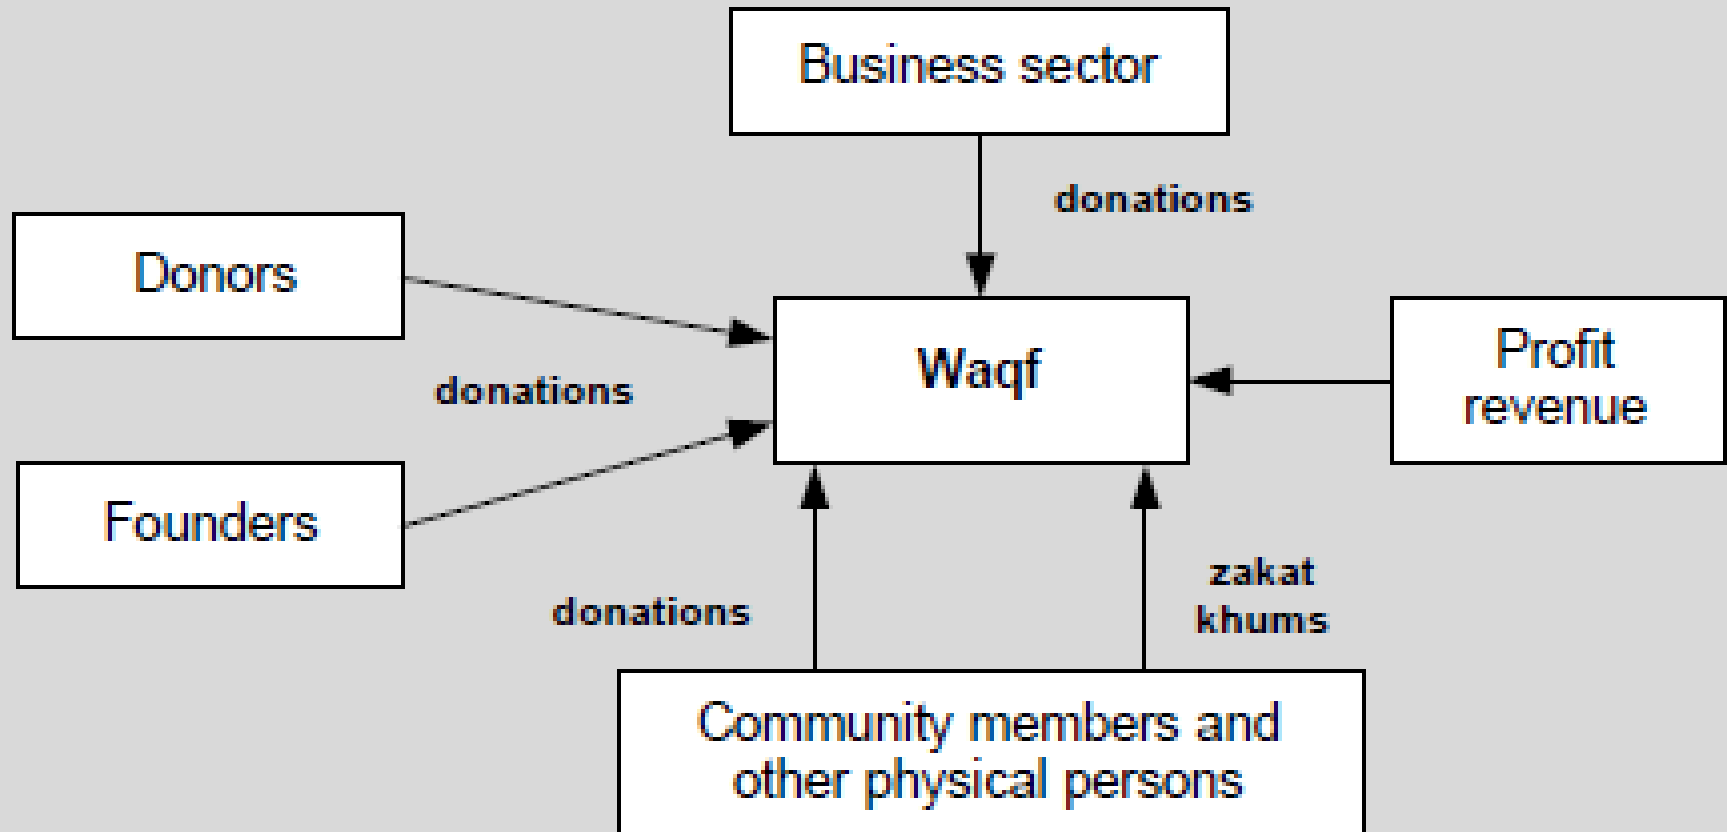 Business sector
donations
Donors
donations
Founders
Waqf
Profit
revenue
donations
zakat
khums
Community members and
other physical persons